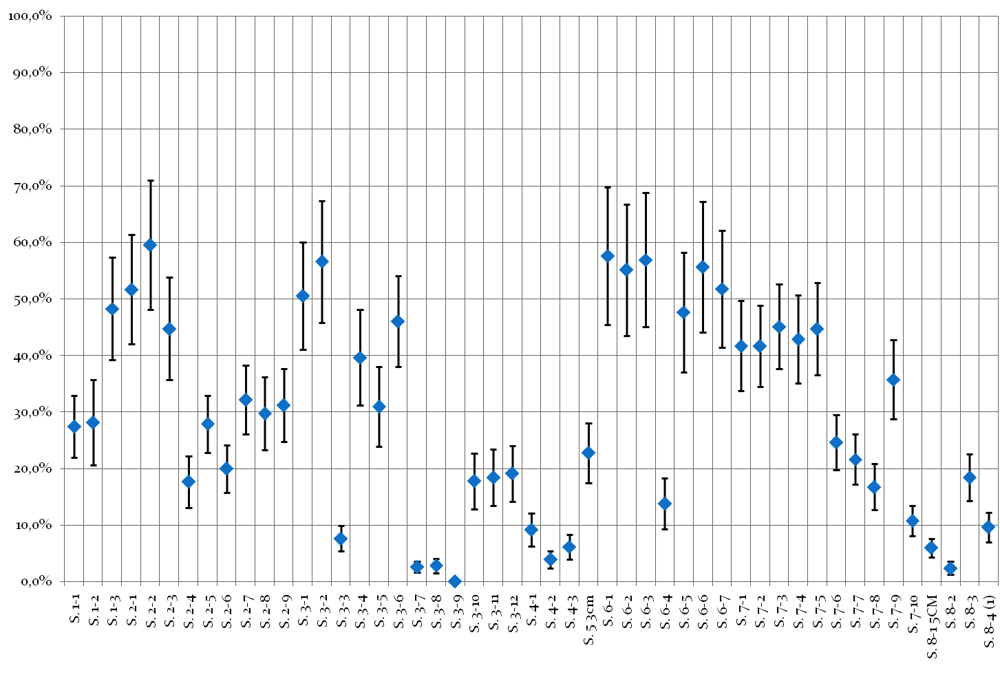 100,0%
90,0%
80,0%
70,0%
60,0%
50,0%
40,0%
30,0%
20,0%
10,0%
0,0%
S. 1-1
S. 1-2
S. 1-3
S. 2-1
S. 2-2
S. 2-3
S. 2-4
S. 2-5
S. 2-6
S. 2-7
S. 2-8
S. 2-9
S. 3-1
S. 3-2
S. 3-3
S. 3-4
S. 3-5
S. 3-6
S. 3-7
S. 3-8
S. 3-9
S. 3-10
S. 3-11
S. 3-12
S. 4-1
S. 4-2
S. 4-3
S. 5 3cm
S. 6-1
S. 6-2
S. 6-3
S. 6-4
S. 6-5
S. 6-6
S. 6-7
S. 7-1
S. 7-2
S. 7-3
S. 7-4
S. 7-5
S. 7-6
S. 7-7
S. 7-8
S. 7-9
S. 7-10
S. 8-1 5CM
S. 8-2
S. 8-3
S. 8-4 (1)